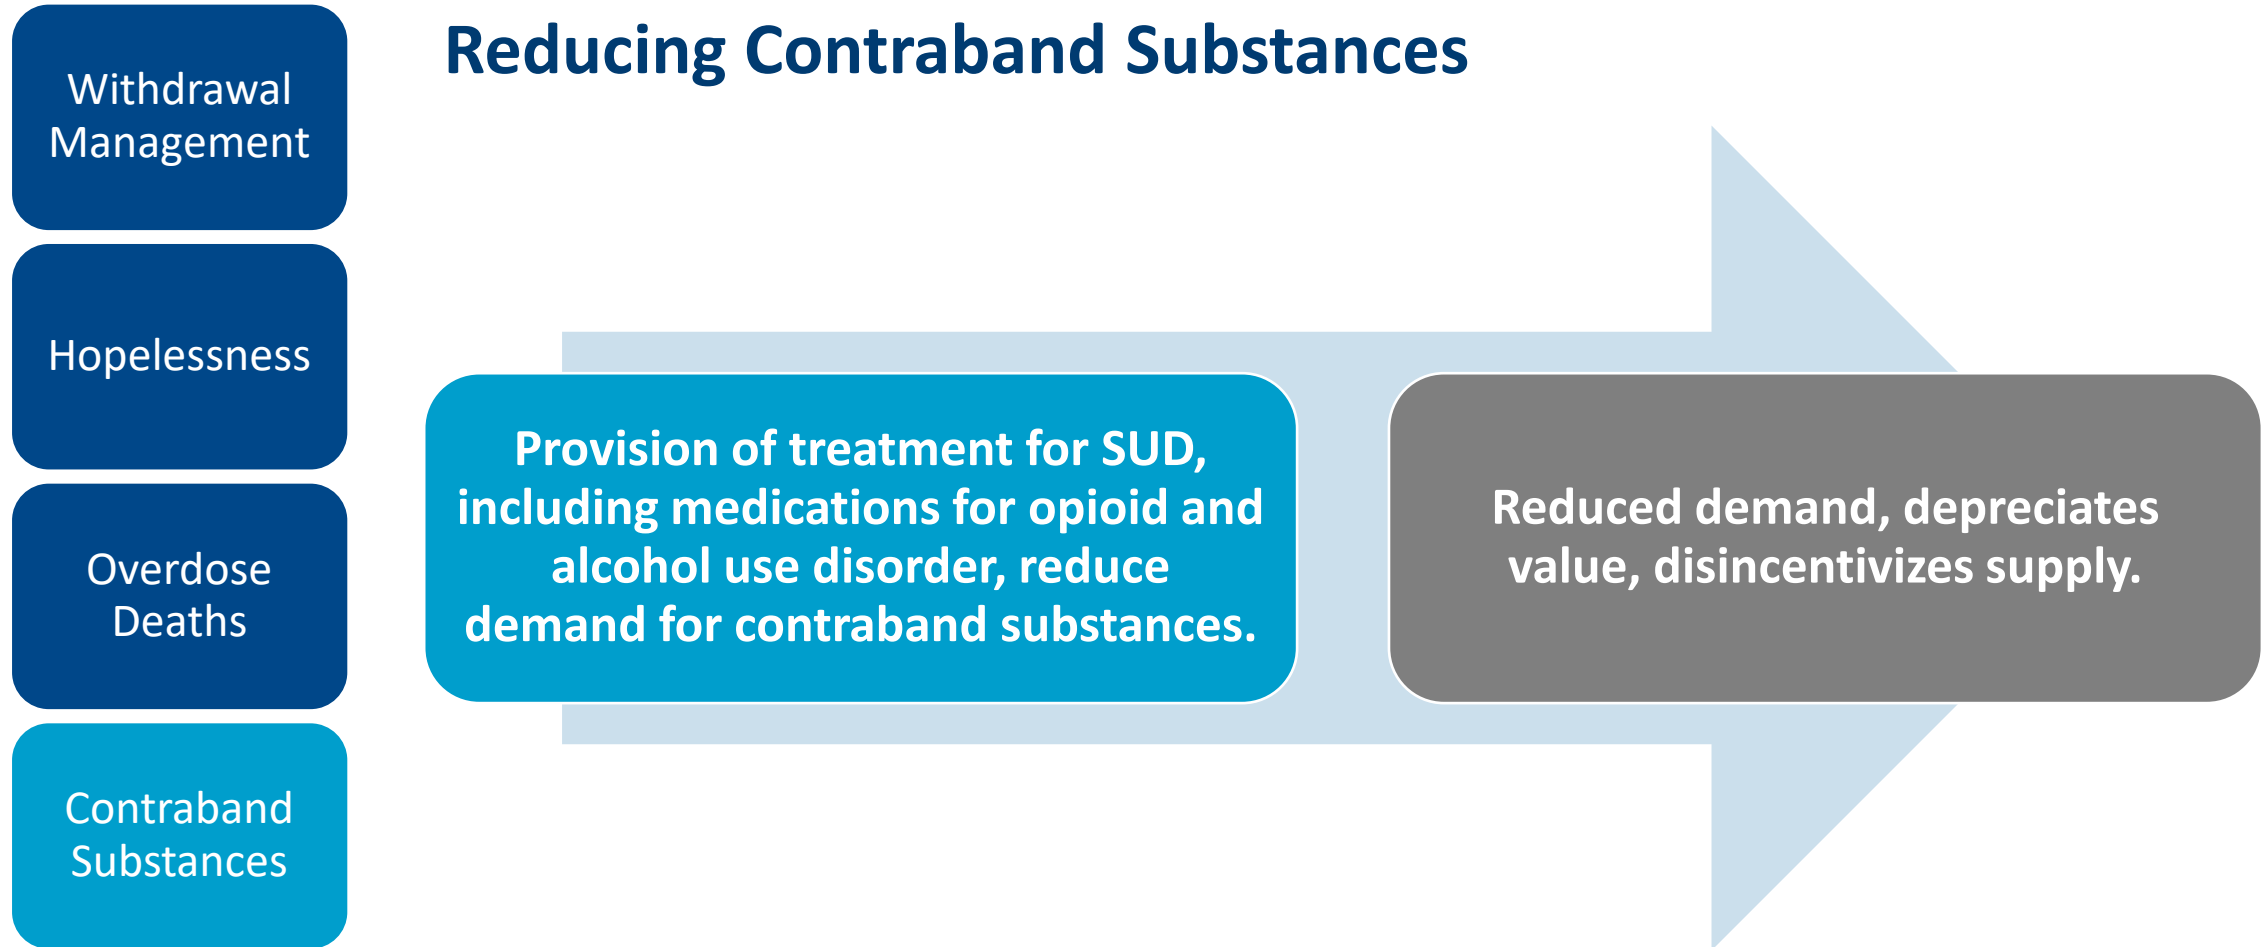 Reducing Contraband Substances
Withdrawal
Management
Hopelessness
Overdose
Deaths
Contraband
Substances
Provision of treatment for SUD,
including medications for opioid and
alcohol use disorder, reduce
demand for contraband substances.
Reduced demand, depreciates
value, disincentivizes supply.